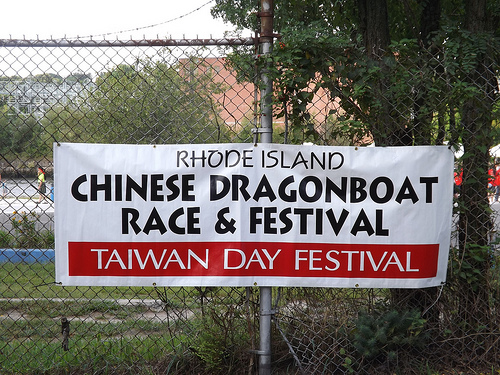 RHODE ISLAND
CHINESE DRAGONBOAT
RACE & FESTIVAL
TAIWAN DAY FESTIVAL